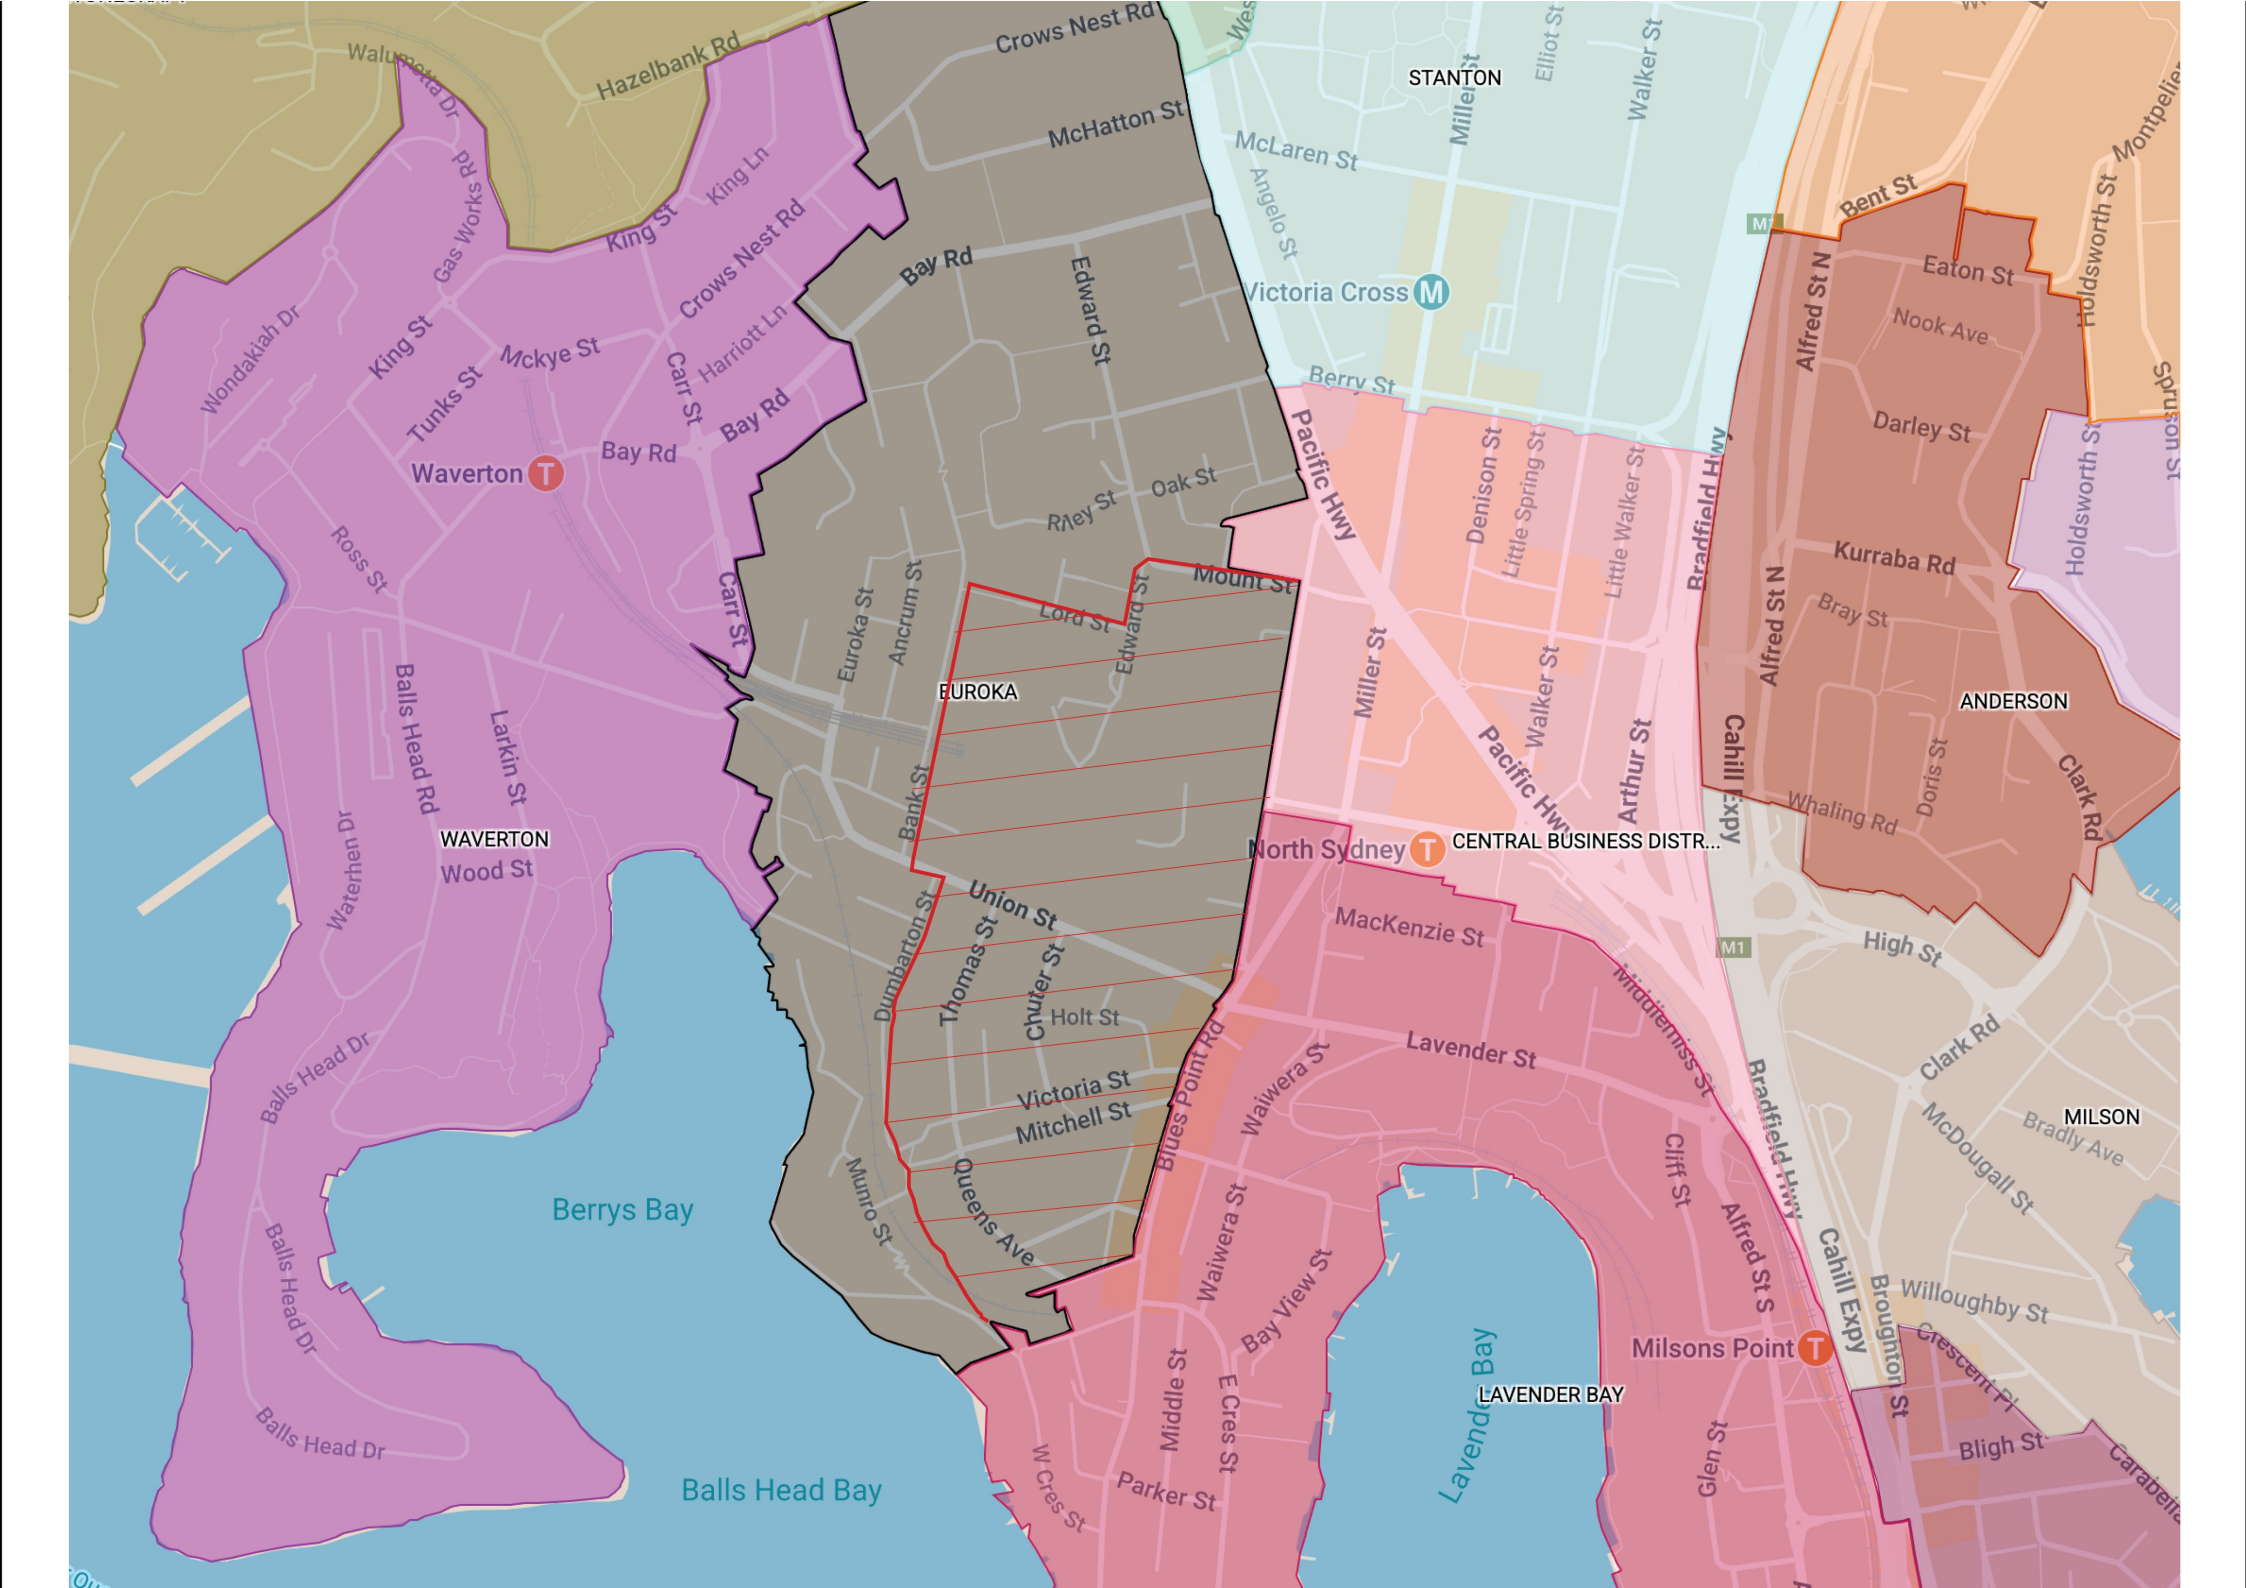 Crows Nest Rd
Elliot St
Walker St
Walumetta Dr
Hazelbank Rd
STANTON
Miller St
McHatton St
Montpelier
McLaren St
Gas Works Rd
King Ln
King St
Crows Nest Rd
Angelo St
Bent St
Holdsworth St
M1
Bay Rd
Edward St
Victoria Cross M
Alfred St N
Eaton St
Nook Ave
Wondakiah Dr
King St
Mckye St
Harriott Ln
Tunks St
Carr St
Bay Rd
Berry St
Spruson St
Darley St
Pacific Hwy
Denison St
Little Spring St
Little Walker St
Bradfield Hwy
Holdsworth St
Waverton T
Bay Rd
Oak St
Riley St
Ross St
Kurraba Rd
Mount St
Carr St
Euroka St
Ancrum St
Lord St
Edward St
Alfred St N
Bray St
Miller St
Walker St
EUROKA
ANDERSON
Balls Head Rd
Larkin St
Pacific Hwy
Arthur St
Cahill Expy
Doris St
Clark Rd
Bank St
Whaling Rd
WAVERTON
Wood St
Waterhen Dr
North Sydney T
CENTRAL BUSINESS DISTR...
Union St
Dumbarton St
Thomas St
Chuter St
MacKenzie St
M1
High St
Middlemiss St
Holt St
Balls Head Dr
Blues Point Rd
Lavender St
Waiwera St
Clark Rd
Victoria St
Mitchell St
Bradfield Hwy
McDougall St
Bradly Ave
MILSON
Munro St
Queens Ave
Cliff St
Berrys Bay
Waiwera St
Alfred St S
Balls Head Dr
Bay View St
Cahill Expy
Broughton St
Willoughby St
Crescent Pl
Milsons Point T
Middle St
E Cres St
Lavender Bay
LAVENDER BAY
Balls Head Dr
W Cres St
Glen St
Bligh St
Balls Head Bay
Parker St